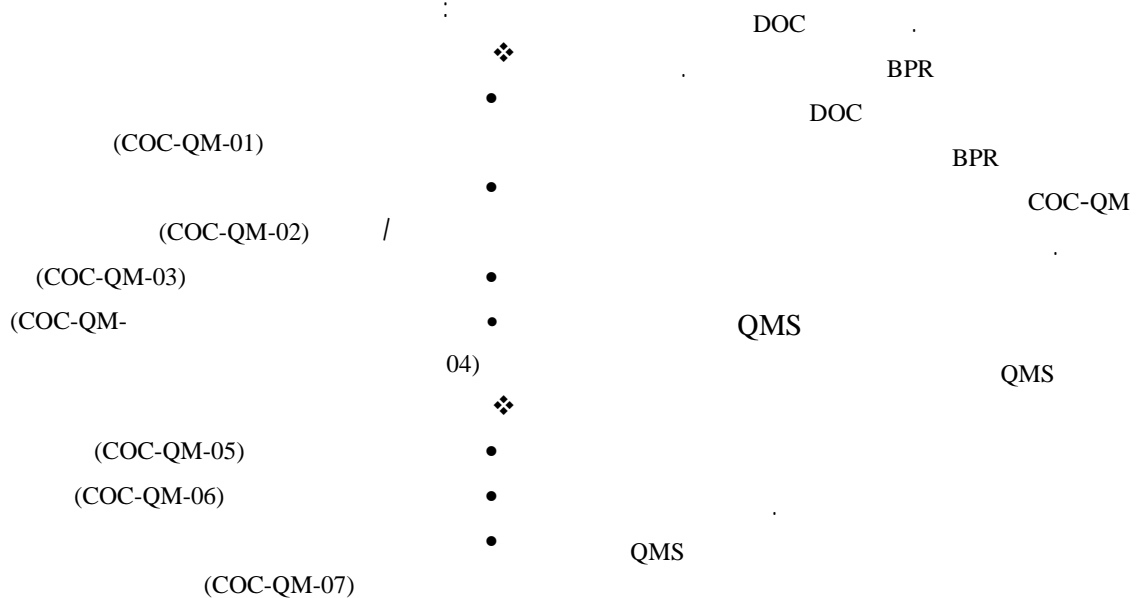 DOC .
. BPR
DOC
BPR
COC-QM
.
QMS
QMS
.
QMS
:
❖
•
(COC-QM-01)
•
/ (COC-QM-02)
• (COC-QM-03)
• (COC-QM-
04)
❖
• (COC-QM-05)
• (COC-QM-06)
•
(COC-QM-07)